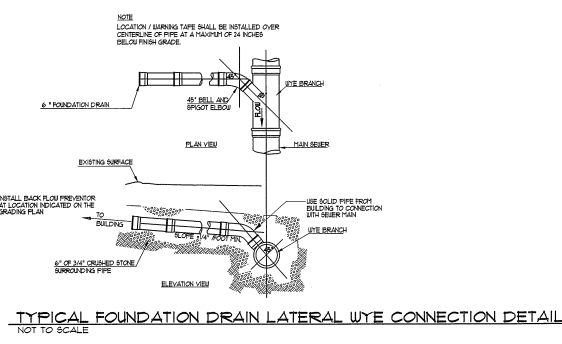 NOTE
LOCATION / WARNING TAPE SHALL BE INSTALLED OVER
CENTERLINE OF PIPE AT A MAXIMUM OF 24 INCHES
BELOW FINISH GRADE.
45°
WYE BRANCH
6 " FOUNDATION DRAIN
45° BELL AND
SPIGOT ELBOW
FLOW
PLAN VIEW
MAIN SEWER
EXISTING SURFACE
INSTALL BACK FLOW PREVENTOR
AT LOCATION INDICATED ON THE
GRADING PLAN
TO
BUILDING
USE SOLID PIPE FROM
BUILDING TO CONNECTION
WITH SEWER MAIN
SLOPE 1/4" /FOOT MIN.
WYE BRANCH
45°
6" OF 3/4" CRUSHED STONE
SURROUNDING PIPE
ELEVATION VIEW
TYPICAL FOUNDATION DRAIN LATERAL WYE CONNECTION DETAIL
NOT TO SCALE